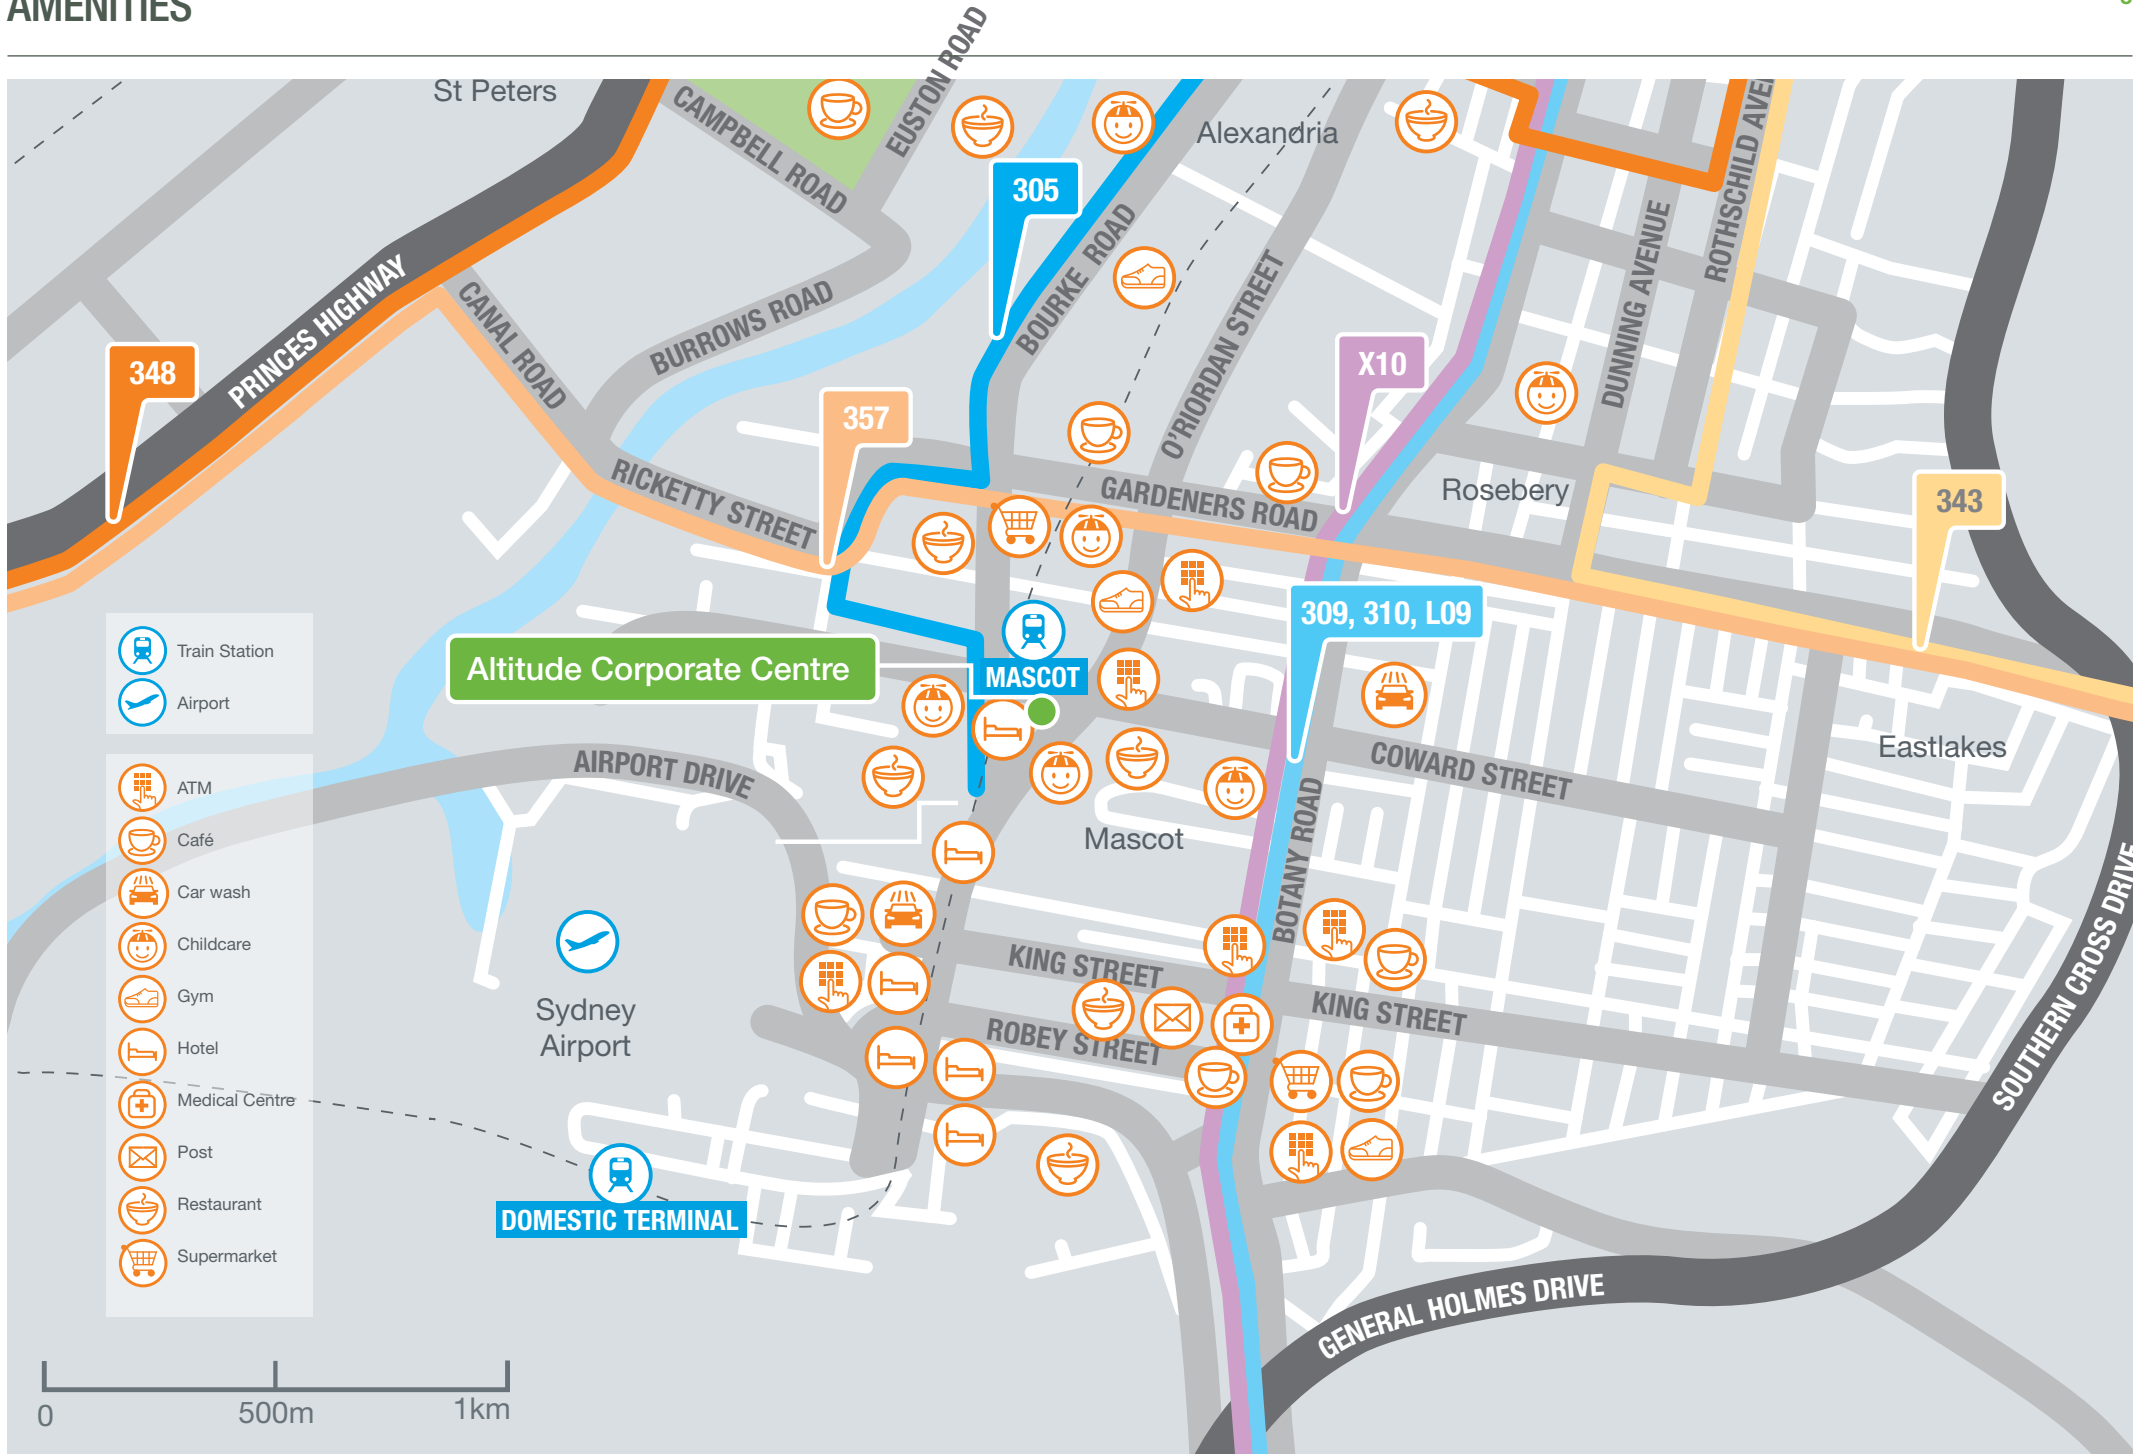 AMENITIES
St Peters
CAMPBELL ROAD
EUSTON ROAD
Alexandria
305
BOURKE ROAD
O'RIORDAN STREET
DUNNING AVENUE
ROTHSCHILD AVE
PRINCES HIGHWAY
CANAL ROAD
BURROWS ROAD
348
357
X10
RICKETTY STREET
GARDENERS ROAD
Rosebery
343
309, 310, L09
Train Station
Airport
Altitude Corporate Centre
MASCOT
AIRPORT DRIVE
COWARD STREET
Eastlakes
Mascot
BOTANY ROAD
ATM
Café
Car wash
Childcare
Gym
Hotel
Medical Centre
Post
Restaurant
Supermarket
Sydney
Airport
KING STREET
KING STREET
ROBEY STREET
SOUTHERN CROSS DRIVE
DOMESTIC TERMINAL
GENERAL HOLMES DRIVE
0
500m
1km